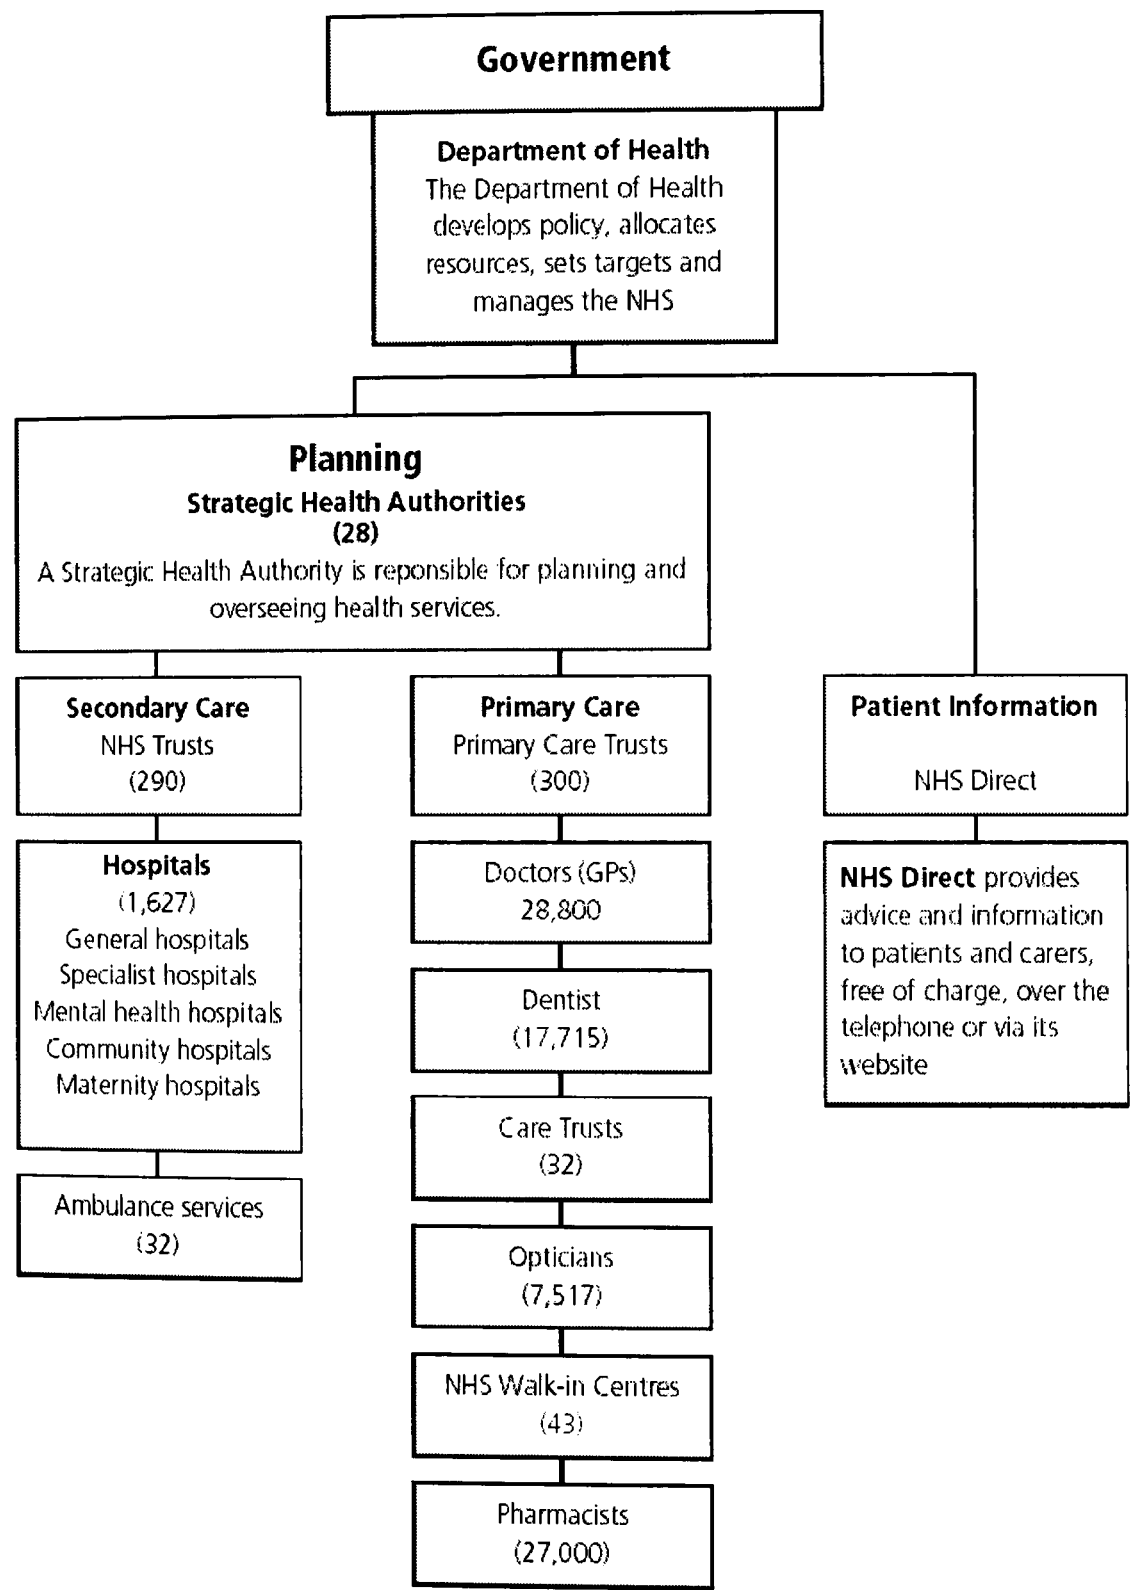 Government
Department of Health
The Department of Health
develops policy, allocates
resources, sets targets and
manages the NHS
Planning
Strategic Health Authorities
(28)
A Strategic Health Authority is reponsible for planning and
overseeing health services.
Secondary Care
NHS Trusts
(290)
Hospitals
(1,627)
General hospitals
Specialist hospitals
Mental health hospitals
Community hospitals
Maternity hospitals
Ambulance services
(32)
Primary Care
Primary Care Trusts
(300)
Doctors (GPs)
28,800
Dentist
(17,715)
Care Trusts
(32)
Opticians
(7,517)
NHS Walk-in Centres
(43)
Pharmacists
(27,000)
Patient Information
NHS Direct
NHS Direct provides
advice and information
to patients and carers,
free of charge, over the
telephone or via its
website